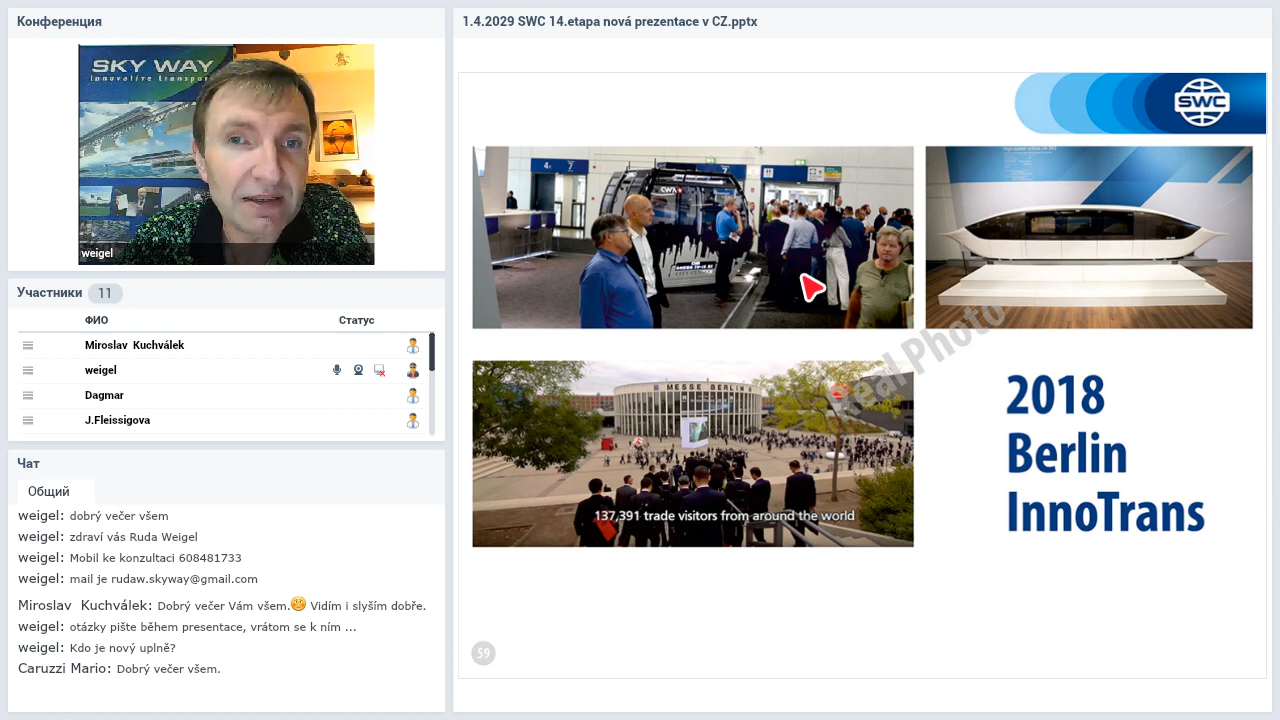 Конференция
SKY WAY
Innovative transpor
weigel
Участники 11
ФИО Статус
Miroslav Kuchválek
weigel
Dagmar
J.Fleissigova
Чат
Общий
weigel: dobrý večer všem
weigel: zdraví vás Ruda Weigel
weigel: Mobil ke konzultaci 608481733
weigel: mail je rudaw.skyway@gmail.com
Miroslav Kuchválek: Dobrý večer Vám všem. Vidím i slyším dobře.
weigel: otázky pište během presentace, vrátom se k ním ...
weigel: Kdo je nový uplně?
Caruzzi Mario: Dobrý večer všem.
1.4.2029 SWC 14.etapa nová prezentace v CZ.pptx
SWC
7
7
CWA
MESSE BERLIN
137,391 trade visitors from around the world
Real Photo
2018
Berlin
InnoTrans
59